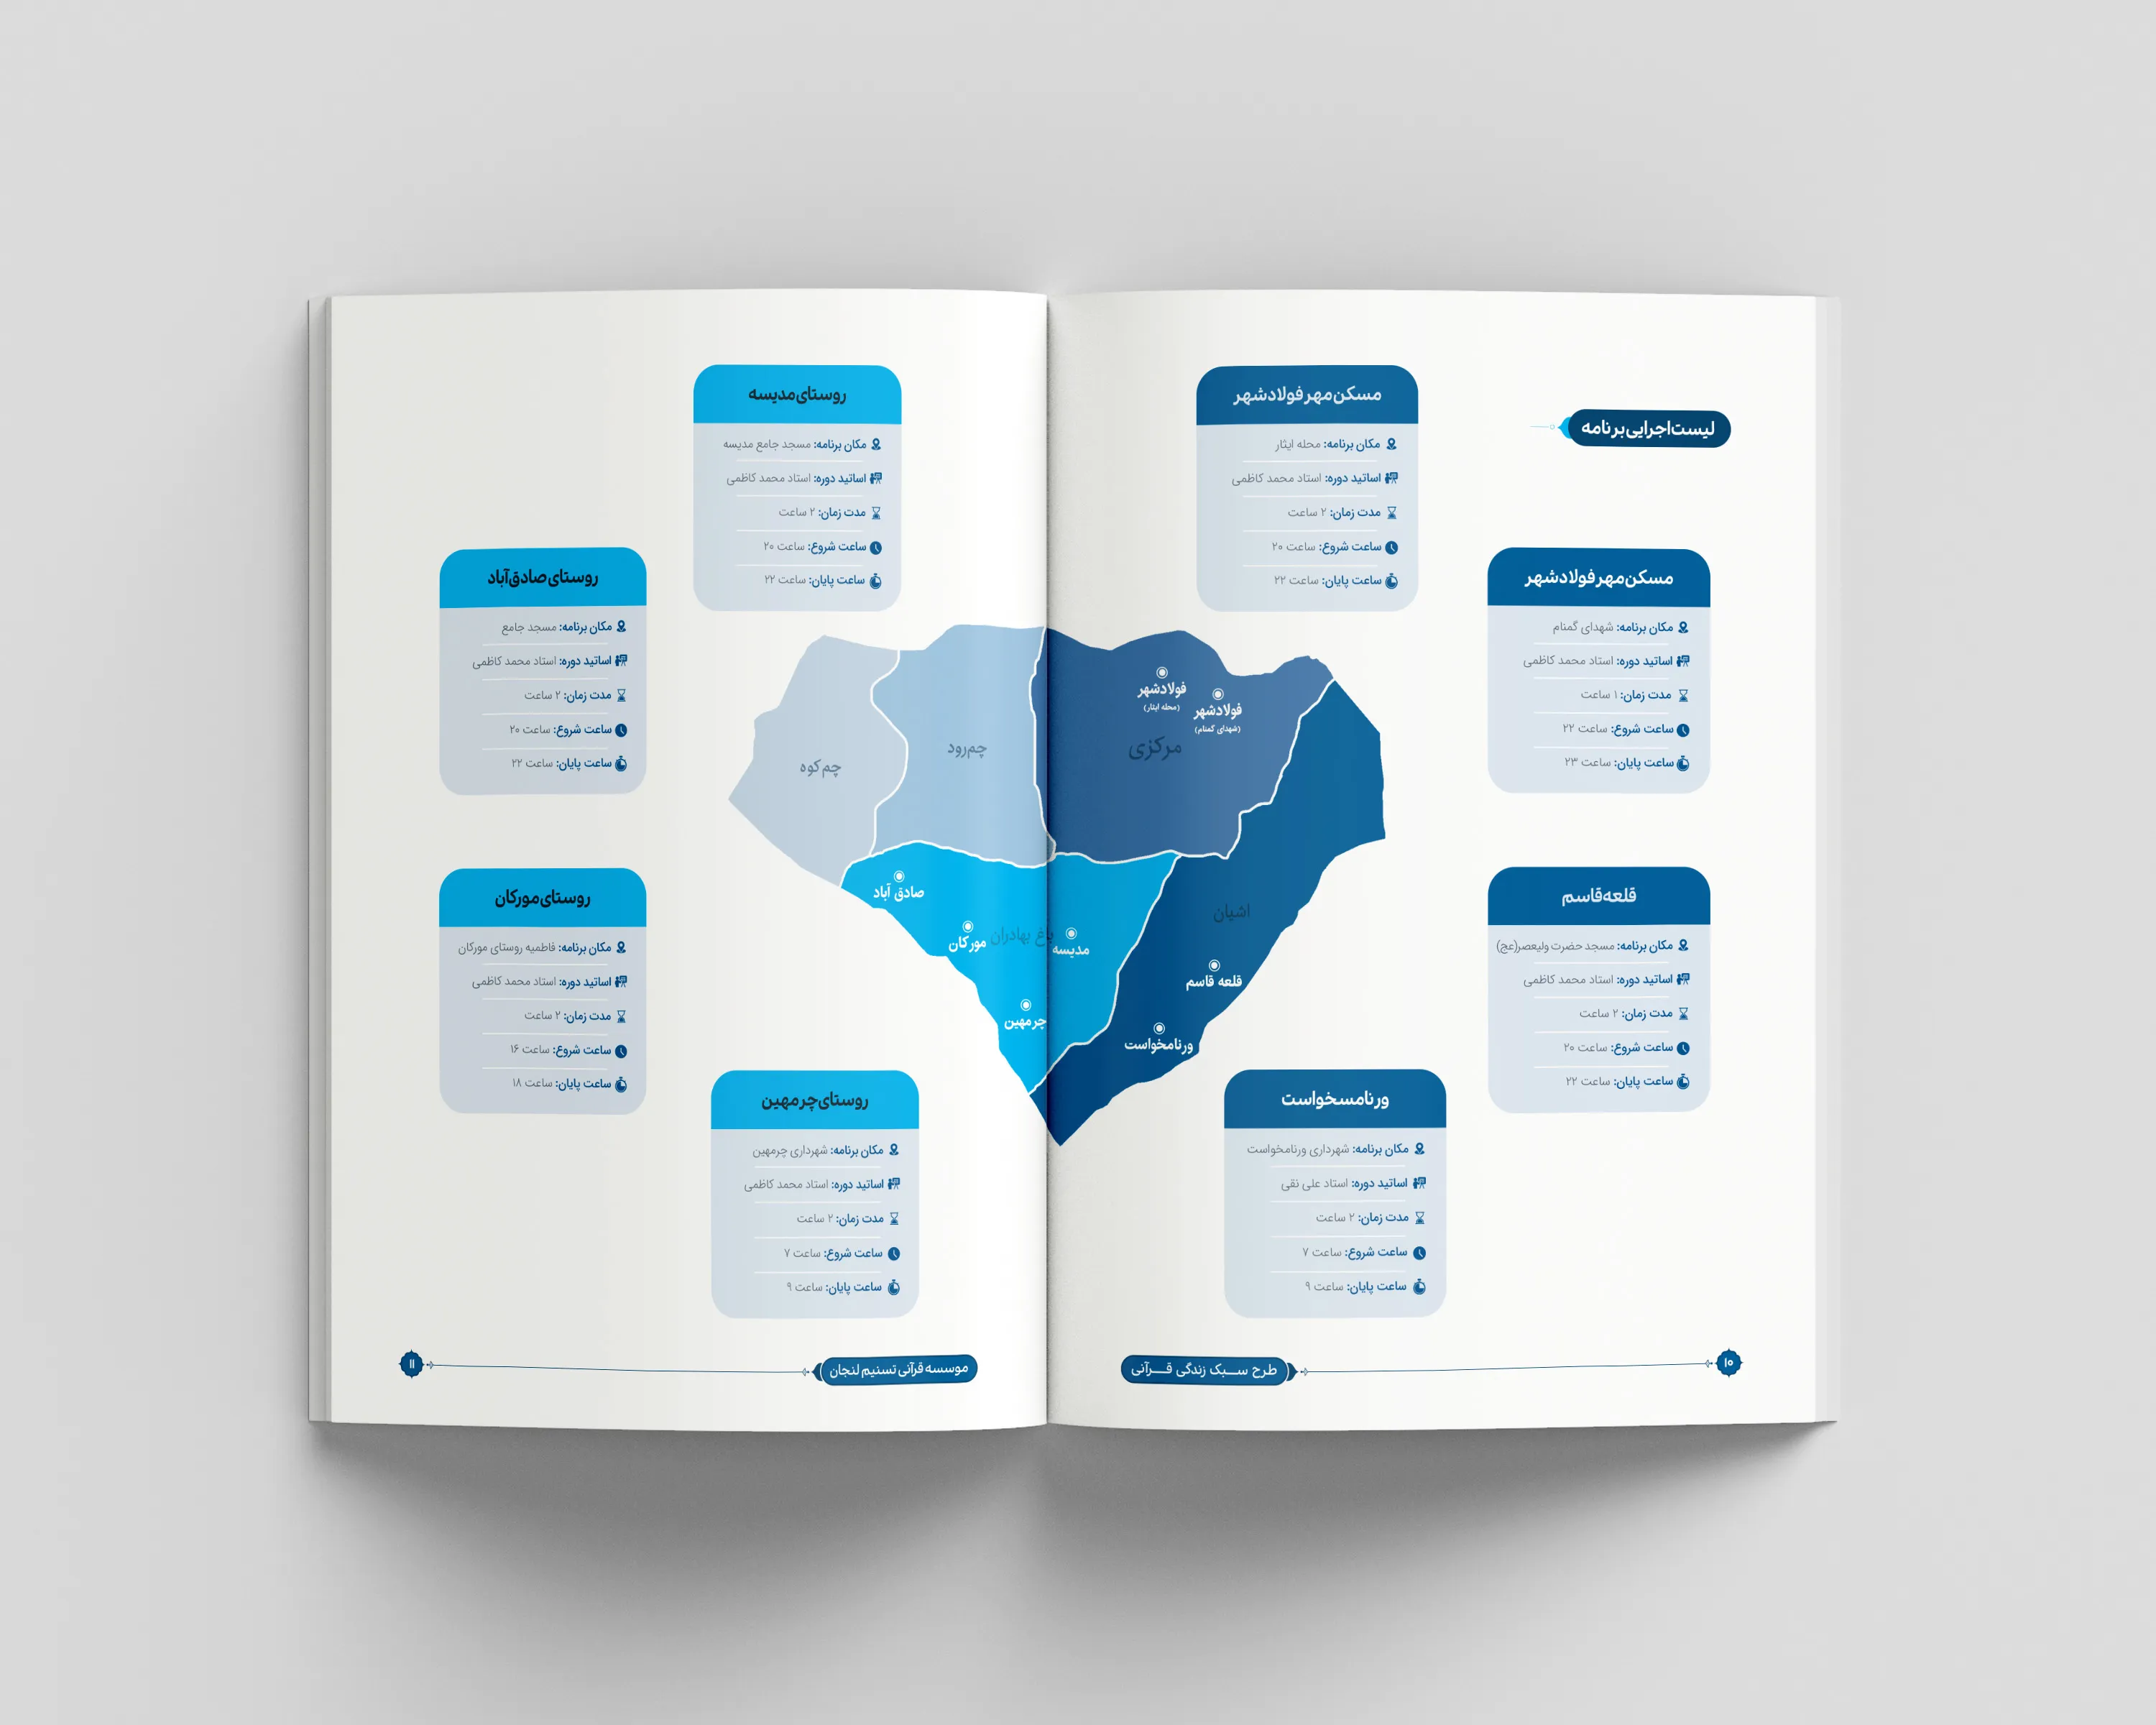 لیست اجرایی برنامه
مسکن مهر فولادشهر
مکان برنامه: محله ایثار
اساتید دوره: استاد محمد کاظمی
مدت زمان: ۲ ساعت
ساعت شروع: ساعت ۲۰
ساعت پایان: ساعت ۲۲
مسکن مهر فولادشهر
مکان برنامه: شهدای گمنام
اساتید دوره: استاد محمد کاظمی
مدت زمان: ۱ ساعت
ساعت شروع: ساعت ۲۲
ساعت پایان: ساعت ۲۳
قلعه قاسم
مکان برنامه: مسجد حضرت ولیعصر(عج)
اساتید دوره: استاد محمد کاظمی
مدت زمان: ۲ ساعت
ساعت شروع: ساعت ۲۰
ساعت پایان: ساعت ۲۲
ورنامسخواست
مکان برنامه: شهرداری ورنامخواست
اساتید دوره: استاد علی نقی
مدت زمان: ۲ ساعت
ساعت شروع: ساعت ۷
ساعت پایان: ساعت ۹
فولادشهر
(محله ایثار)
فولادشهر
(شهدای گمنام)
مرکزی
اشیان
قلعه قاسم
ورنامخواست
مدیسه
باغ بهادران
مورکان
صادق آباد
چرمهین
چم‌رود
چم‌کوه
روستای مدیسه
مکان برنامه: مسجد جامع مدیسه
اساتید دوره: استاد محمد کاظمی
مدت زمان: ۲ ساعت
ساعت شروع: ساعت ۲۰
ساعت پایان: ساعت ۲۲
روستای صادق‌آباد
مکان برنامه: مسجد جامع
اساتید دوره: استاد محمد کاظمی
مدت زمان: ۲ ساعت
ساعت شروع: ساعت ۲۰
ساعت پایان: ساعت ۲۲
روستای مورکان
مکان برنامه: فاطمیه روستای مورکان
اساتید دوره: استاد محمد کاظمی
مدت زمان: ۲ ساعت
ساعت شروع: ساعت ۱۶
ساعت پایان: ساعت ۱۸
روستای چرمهین
مکان برنامه: شهرداری چرمهین
اساتید دوره: استاد محمد کاظمی
مدت زمان: ۲ ساعت
ساعت شروع: ساعت ۷
ساعت پایان: ساعت ۹
۱۰
طرح ســبک زندگی قــرآنی
موسسه قرآنی تسنیم لنجان
۱۱